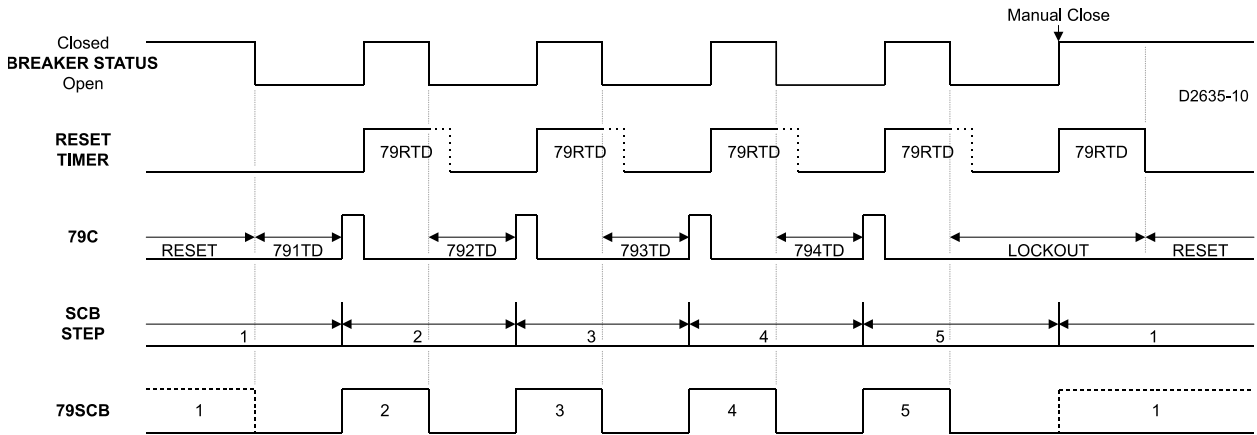 Manual Close
Closed
BREAKER STATUS
Open
D2635-10
RESET
TIMER
79RTD 79RTD 79RTD 79RTD 79RTD
79C
RESET 791TD 792TD 793TD 794TD LOCKOUT RESET
SCB
STEP
1 2 3 4 5 1
79SCB
1 2 3 4 5 1